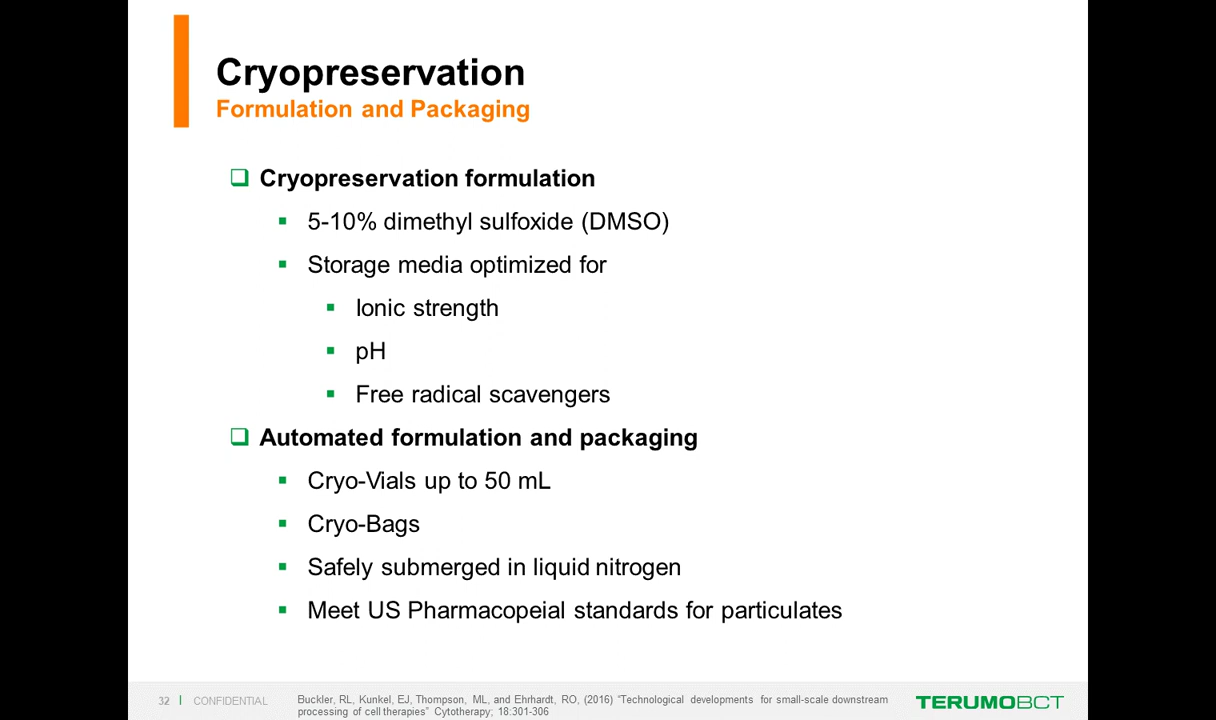 Cryopreservation
Formulation and Packaging
Cryopreservation formulation
5-10% dimethyl sulfoxide (DMSO)
Storage media optimized for
Ionic strength
pH
Free radical scavengers
Automated formulation and packaging
Cryo-Vials up to 50 mL
Cryo-Bags
Safely submerged in liquid nitrogen
Meet US Pharmacopeial standards for particulates
32 | CONFIDENTIAL
Buckler, RL, Kunkel, EJ, Thompson, ML, and Ehrhardt, RO, (2016) “Technological developments for small-scale downstream
processing of cell therapies” Cytotherapy; 18:301-306
TERUMOBCT